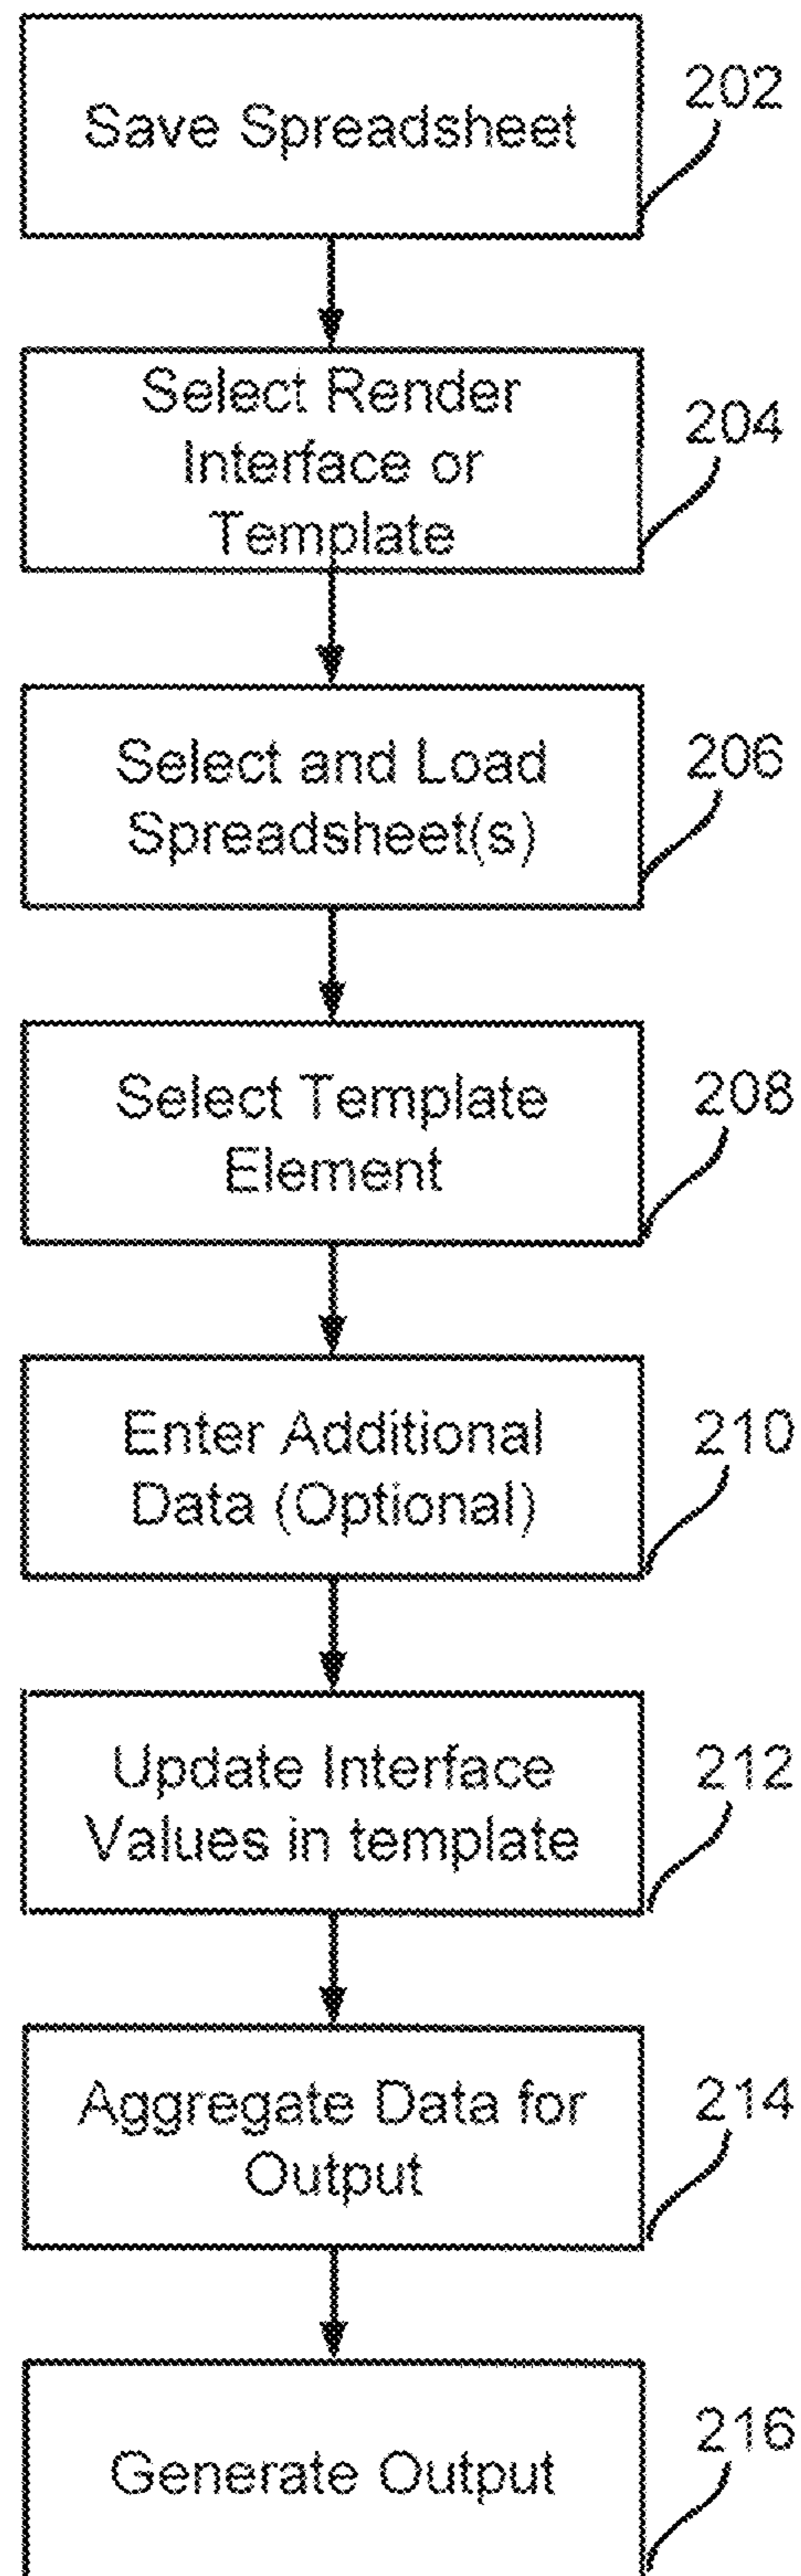 Save Spreadsheet
202
Select Render
Interface or
Template
204
Select and Load
Spreadsheet(s)
206
Select Template
Element
208
Enter Additional
Data (Optional)
210
Update Interface
Values in template
212
Aggregate Data for
Output
214
Generate Output
216